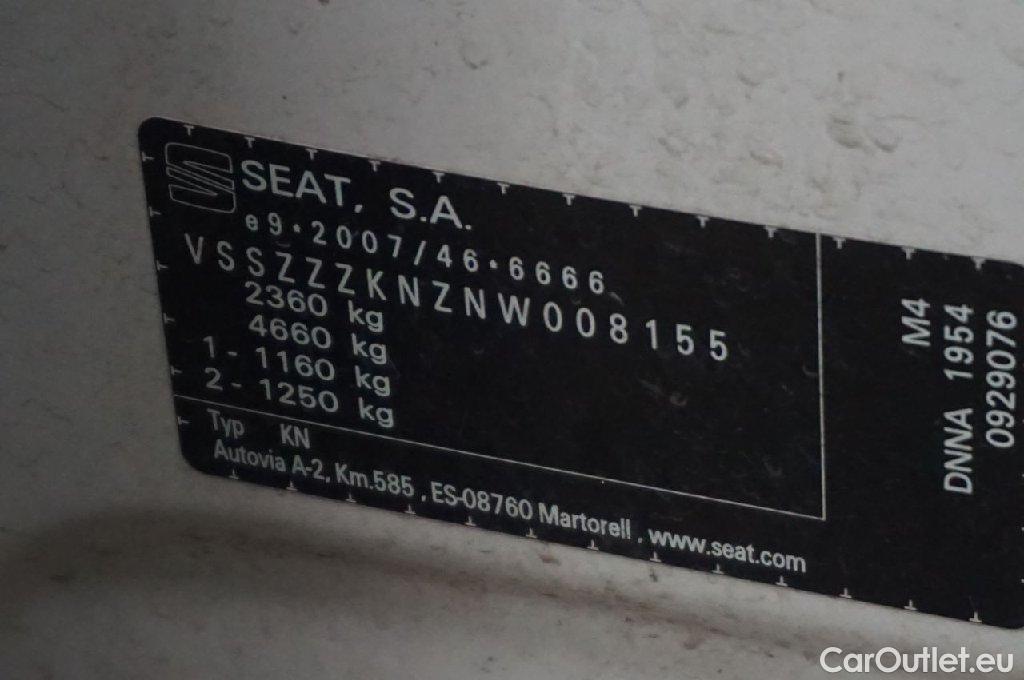 SEAT, S.A.
e9*2007/46*6666
VSSZZZKNZNW008155
2360 kg
4660 kg
1 - 1160 kg
2 - 1250 kg
Typ KN
Autovia A-2, Km.585 , ES-08760 Martorell , www.seat.com
M4
DNNA 1954
0929076
CarOutlet.eu